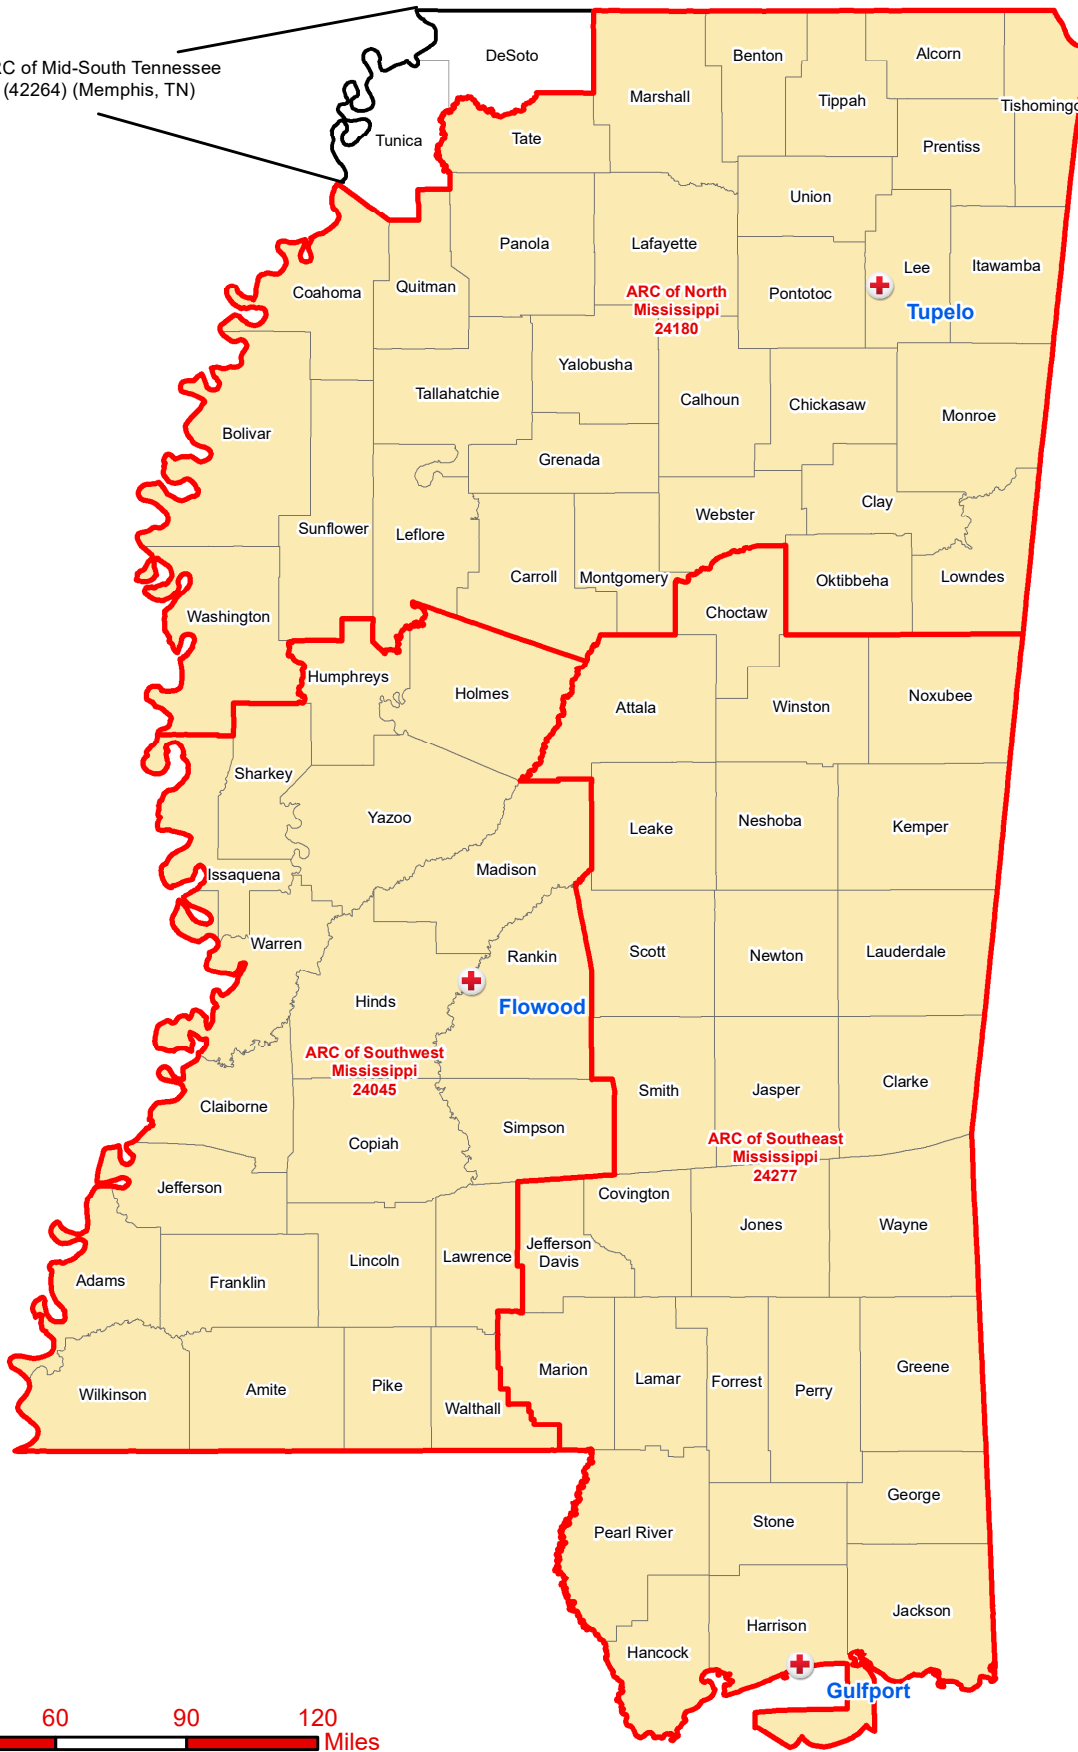 DeSoto
RC of Mid-South Tennessee
(42264) (Memphis, TN)
Tunica
Benton
Alcorn
Marshall
Tippah
Tishomingo
Tate
Prentiss
Union
Panola
Lafayette
Lee
Itawamba
Coahoma
Quitman
Pontotoc
ARC of North
Mississippi
24180
Tupelo
Yalobusha
Tallahatchie
Calhoun
Chickasaw
Monroe
Bolivar
Grenada
Clay
Sunflower
Leflore
Webster
Carroll
Montgomery
Oktibbeha
Lowndes
Washington
Choctaw
Humphreys
Holmes
Attala
Winston
Noxubee
Sharkey
Yazoo
Leake
Neshoba
Kemper
Issaquena
Madison
Warren
Rankin
Scott
Newton
Lauderdale
Hinds
Flowood
ARC of Southwest
Mississippi
24045
Smith
Jasper
Clarke
Claiborne
Copiah
Simpson
ARC of Southeast
Mississippi
24277
Jefferson
Covington
Jones
Wayne
Adams
Franklin
Lincoln
Lawrence
Jefferson
Davis
Wilkinson
Amite
Pike
Walthall
Marion
Lamar
Forrest
Perry
Greene
George
Pearl River
Stone
Hancock
Harrison
Jackson
Gulfport
60 90 120
Miles